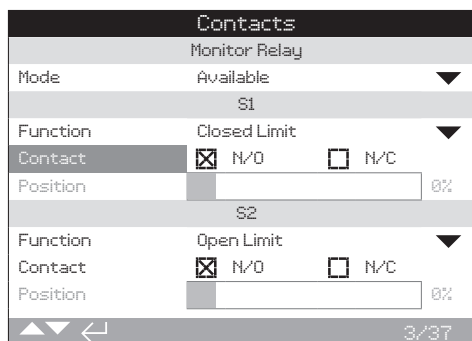 Contacts
Monitor Relay
Mode Available
S1
Function Closed Limit
Contact N/O N/C
Position 0%
S2
Function Open Limit
Contact N/O N/C
Position 0%
3/37